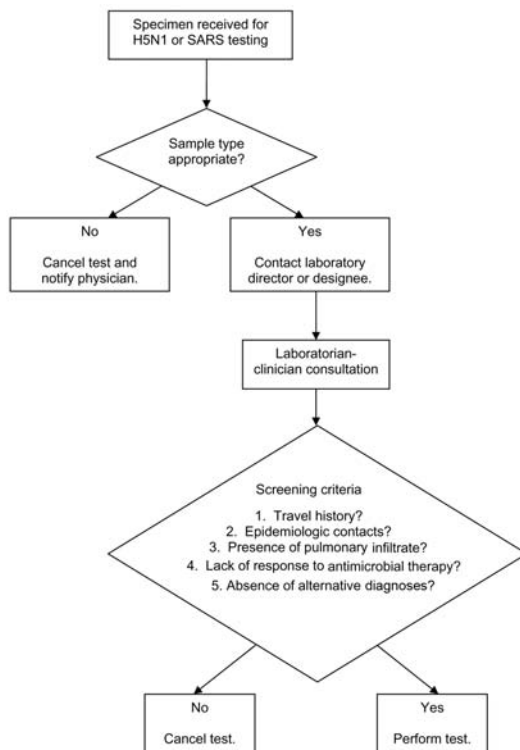 Specimen received for
H5N1 or SARS testing
Sample type
appropriate?
No
Cancel test and
notify physician.
Yes
Contact laboratory
director or designee.
Laboratorian-
clinician consultation
Screening criteria
1. Travel history?
2. Epidemiologic contacts?
3. Presence of pulmonary infiltrate?
4. Lack of response to antimicrobial therapy?
5. Absence of alternative diagnoses?
No
Cancel test.
Yes
Perform test.